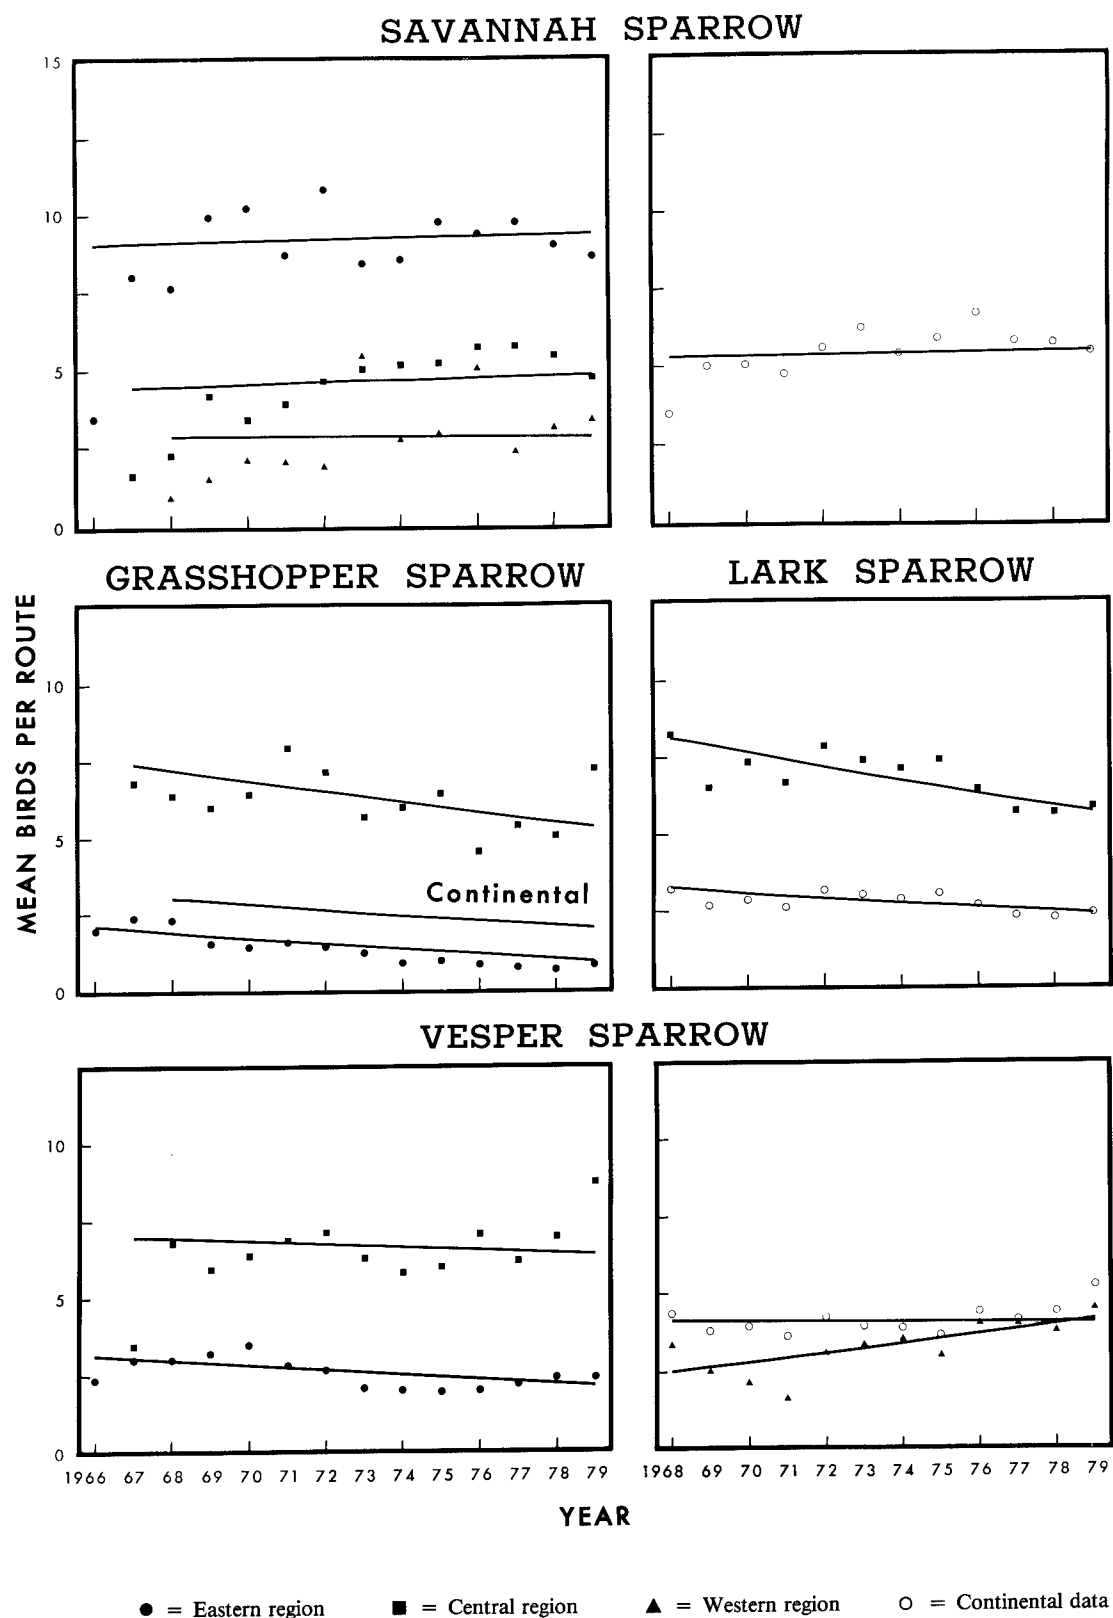 SAVANNAH SPARROW
15
10
5
0
GRASSHOPPER SPARROW
LARK SPARROW
MEAN BIRDS PER ROUTE
10
5
0
Continental
VESPER SPARROW
10
5
0
1966 67 68 69 70 71 72 73 74 75 76 77 78 79
1968 69 70 71 72 73 74 75 76 77 78 79
YEAR
● = Eastern region ■ = Central region ▲ = Western region ○ = Continental data